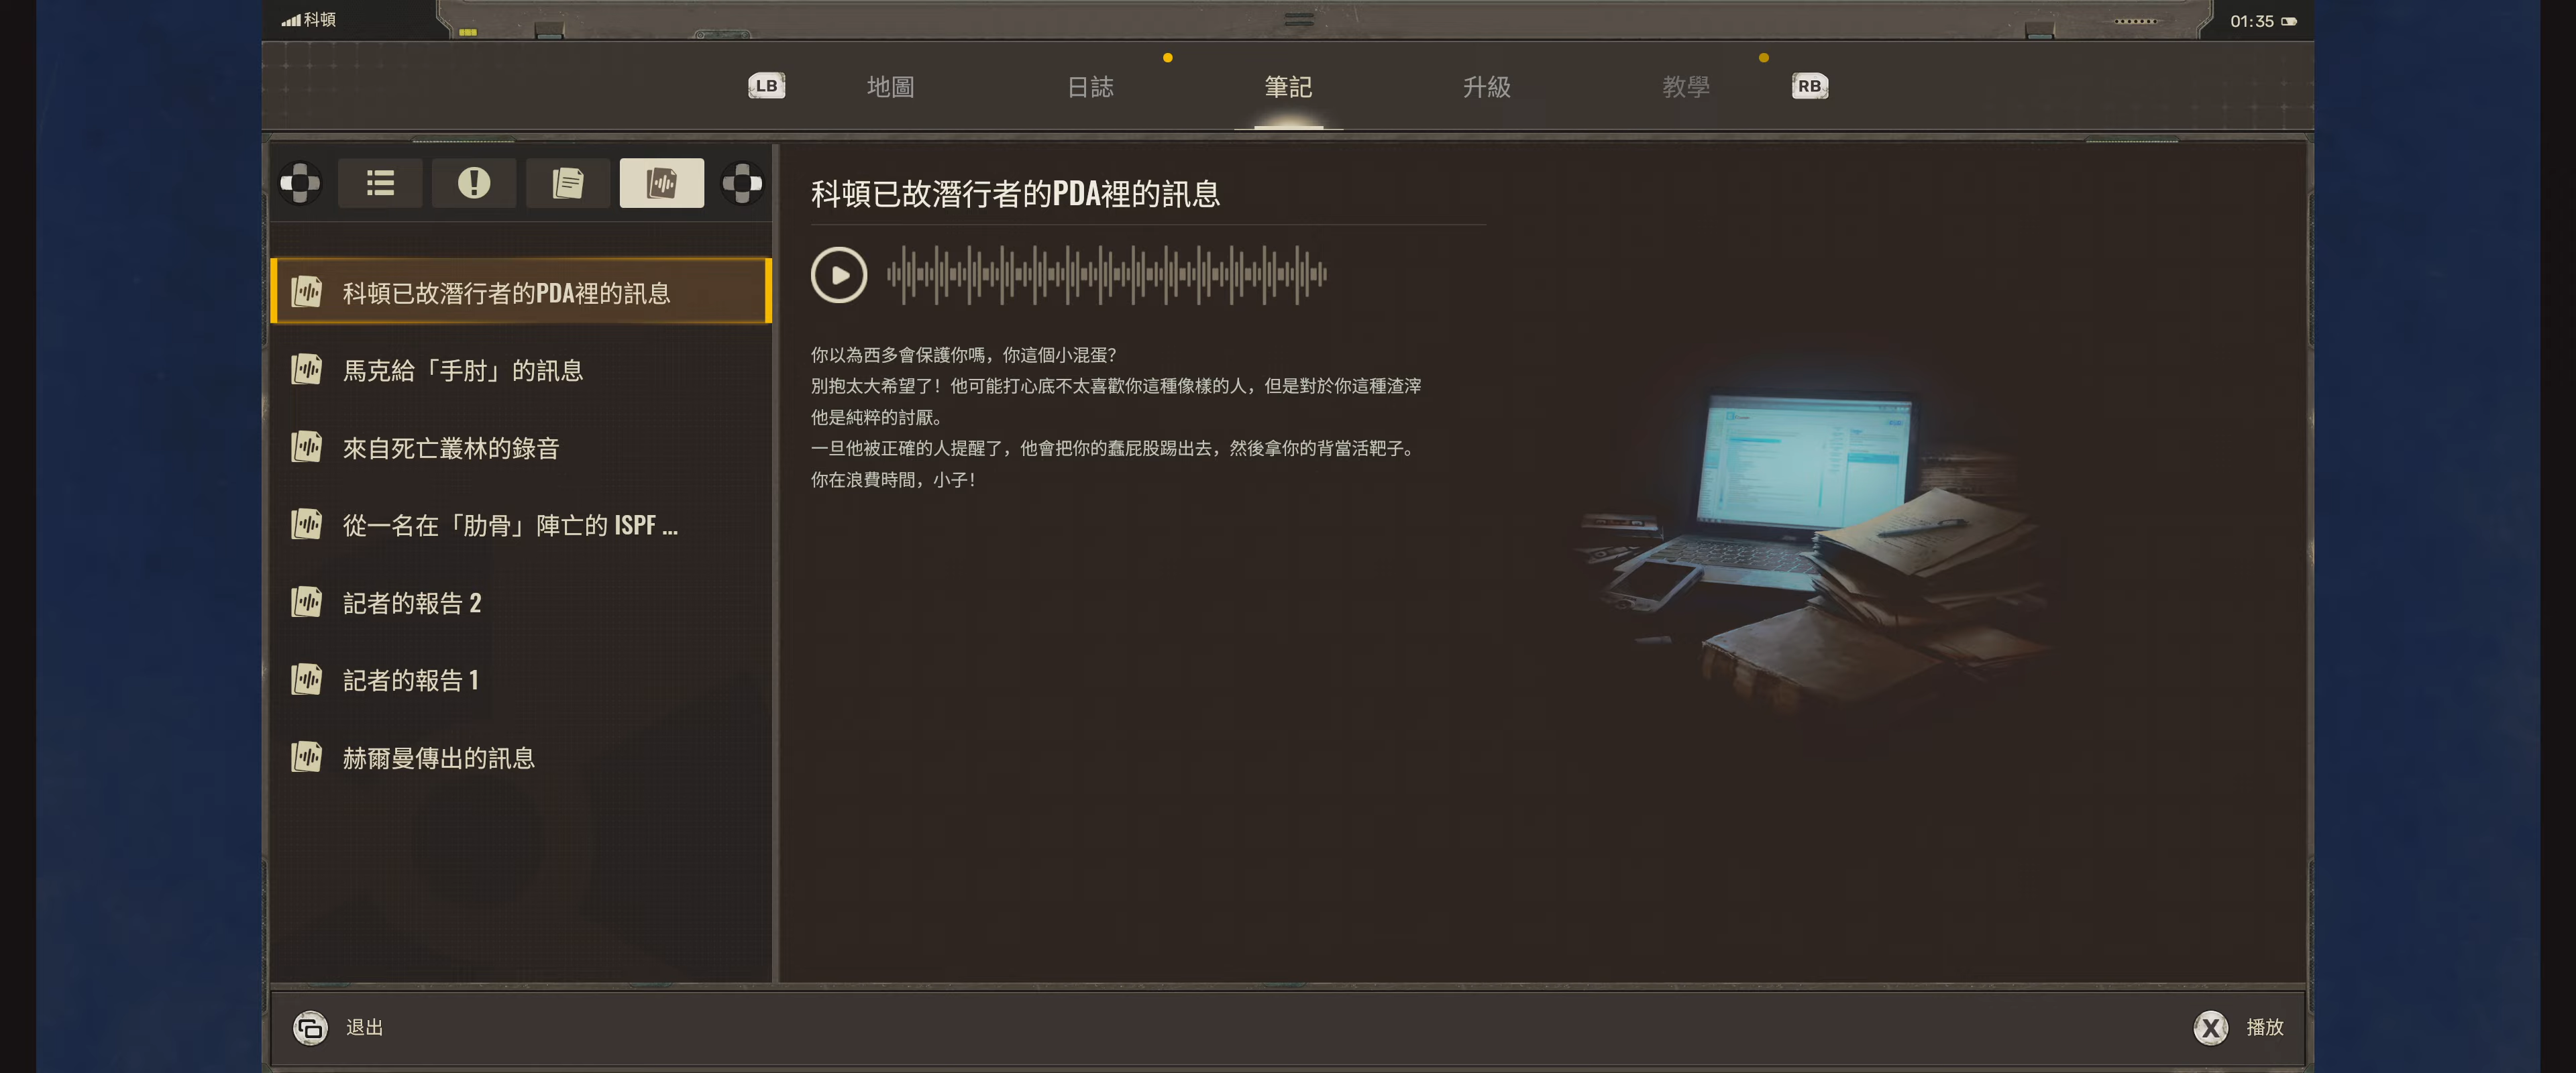 科頓
01:35
LB
地圖
日誌
筆記
升級
教學
RB
科頓已故潛行者的PDA裡的訊息
馬克給「手肘」的訊息
來自死亡叢林的錄音
從一名在「肋骨」陣亡的 ISPF ...
記者的報告 2
記者的報告 1
赫爾曼傳出的訊息
科頓已故潛行者的PDA裡的訊息
你以為西多會保護你嗎，你這個小混蛋？
別抱太大希望了！他可能打心底不太喜歡你這種像樣的人，但是對於你這種渣滓
他是純粹的討厭。
一旦他被正確的人提醒了，他會把你的蠢屁股踢出去，然後拿你的背當活靶子。
你在浪費時間，小子！
退出
X
播放